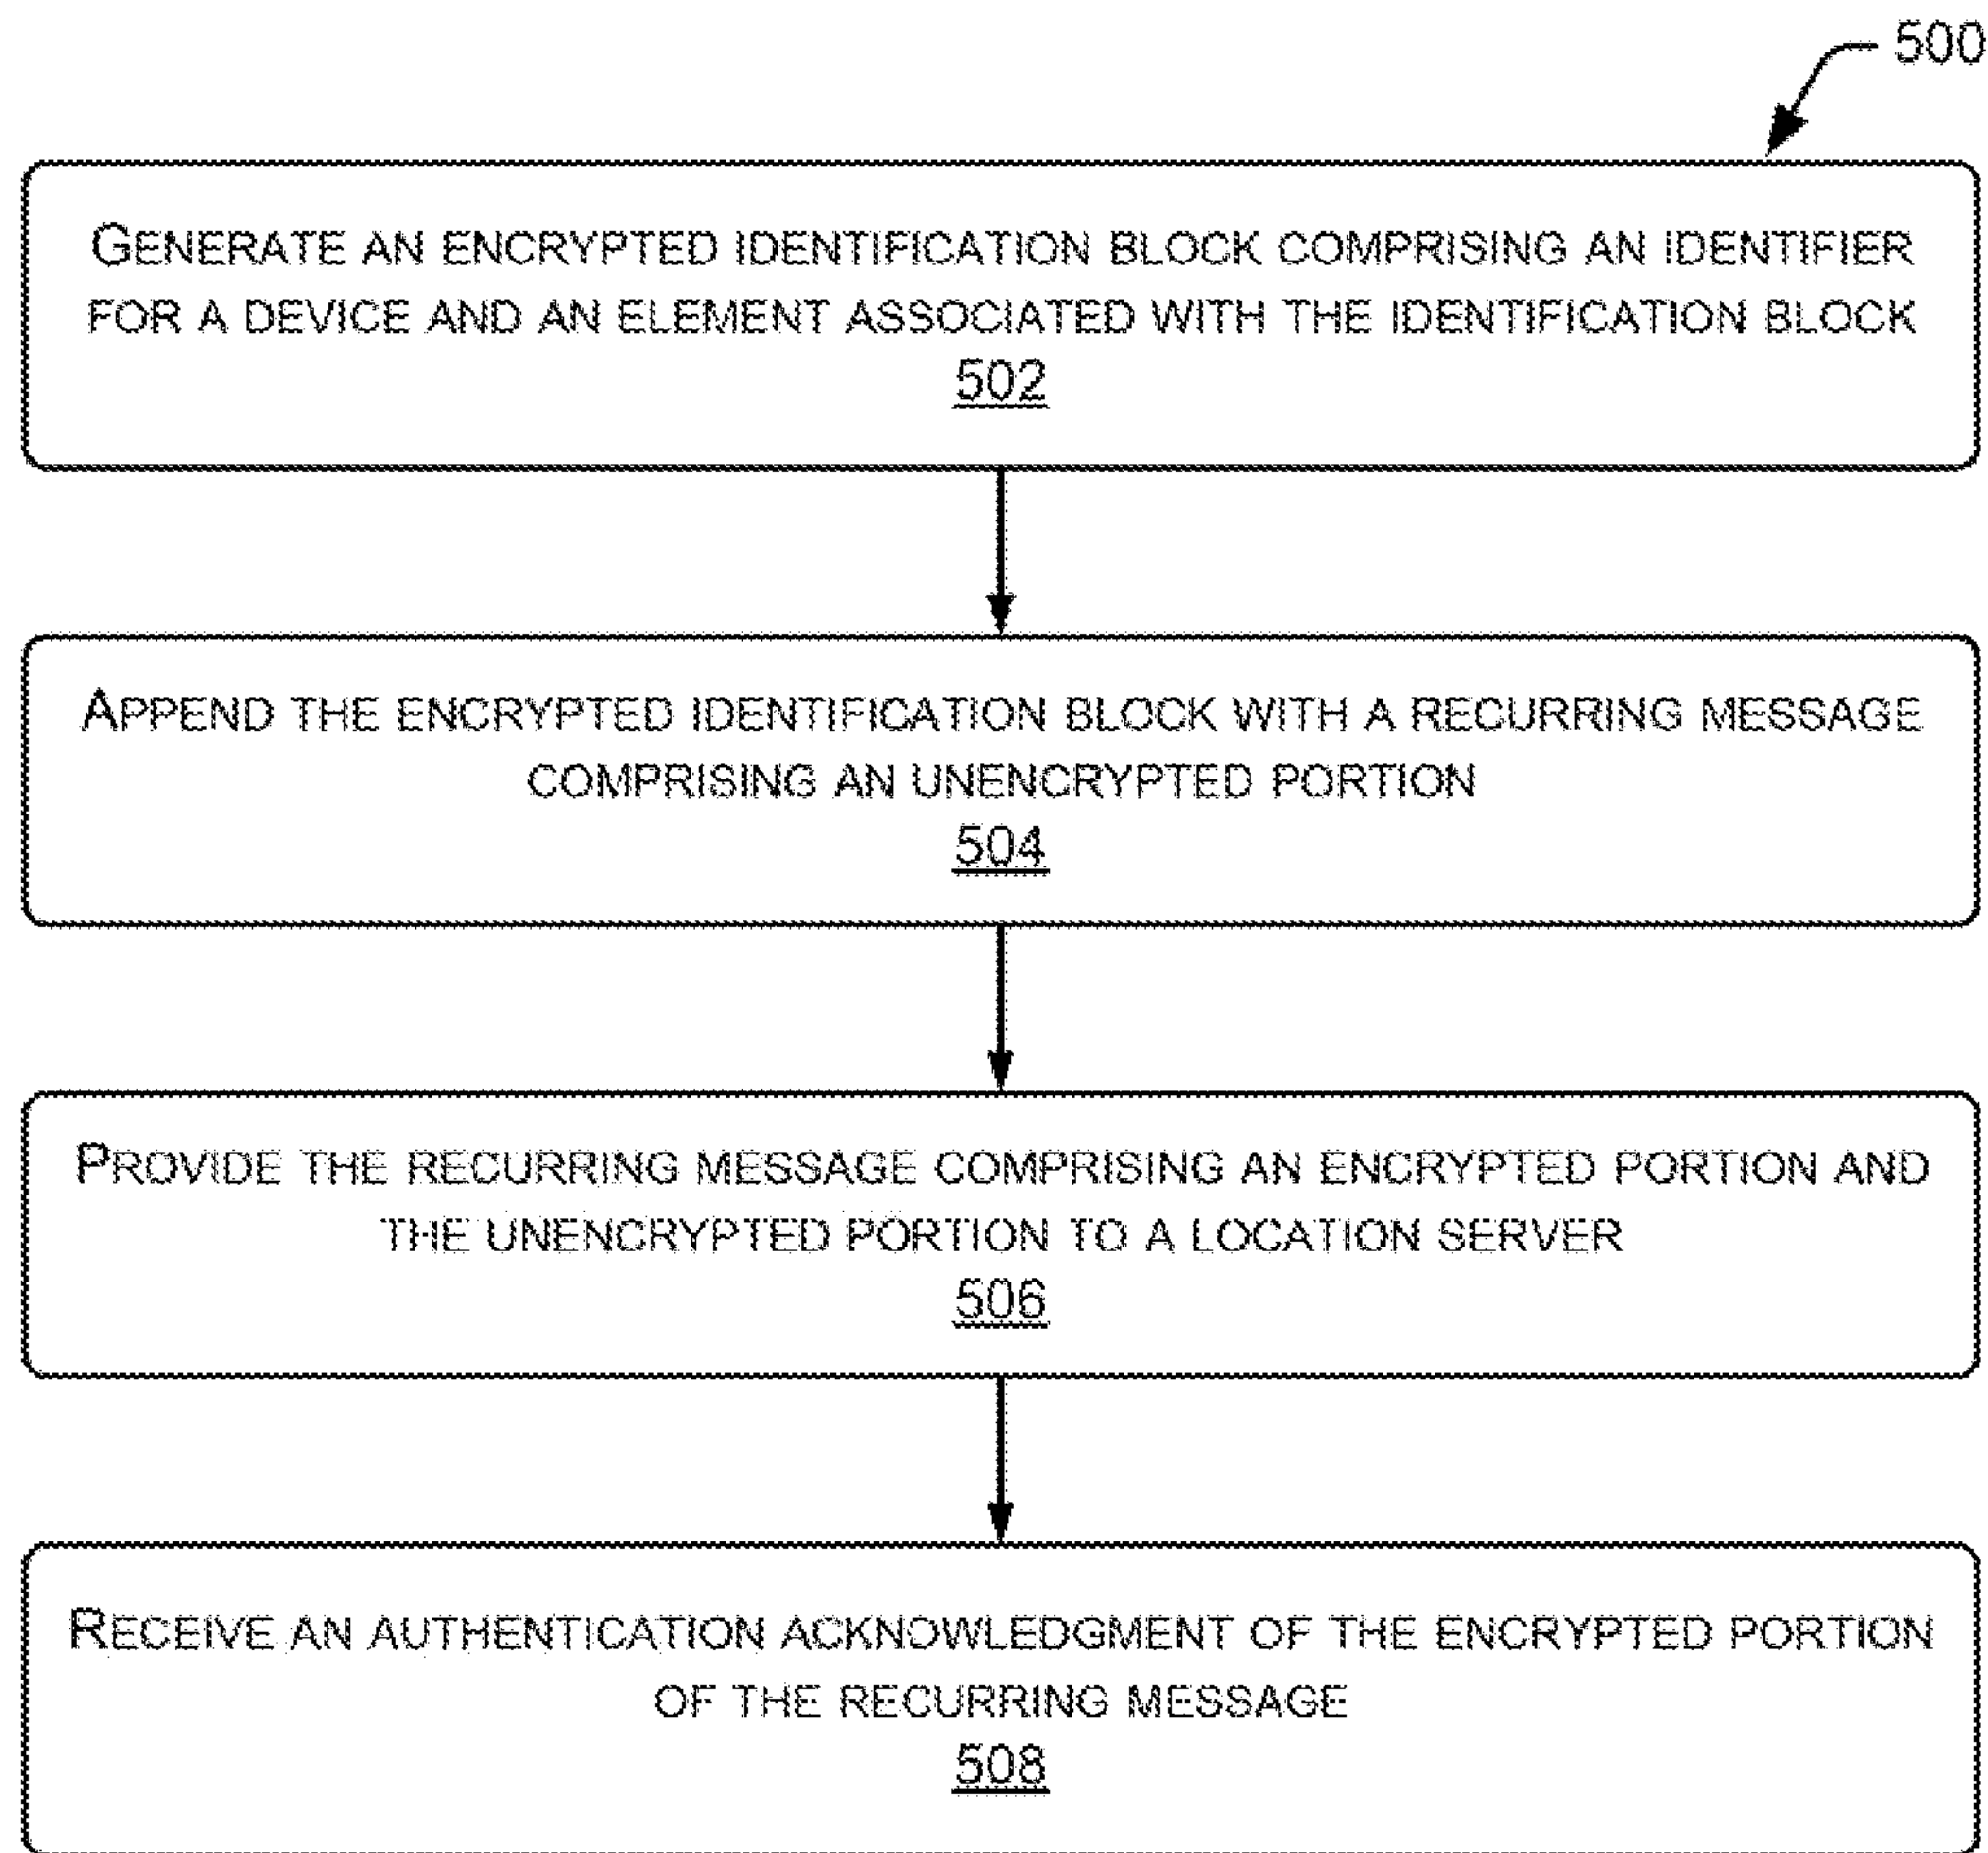 500
GENERATE AN ENCRYPTED IDENTIFICATION BLOCK COMPRISING AN IDENTIFIER
FOR A DEVICE AND AN ELEMENT ASSOCIATED WITH THE IDENTIFICATION BLOCK
502
APPEND THE ENCRYPTED IDENTIFICATION BLOCK WITH A RECURRING MESSAGE
COMPRISING AN UNENCRYPTED PORTION
504
PROVIDE THE RECURRING MESSAGE COMPRISING AN ENCRYPTED PORTION AND
THE UNENCRYPTED PORTION TO A LOCATION SERVER
506
RECEIVE AN AUTHENTICATION ACKNOWLEDGMENT OF THE ENCRYPTED PORTION
OF THE RECURRING MESSAGE
508